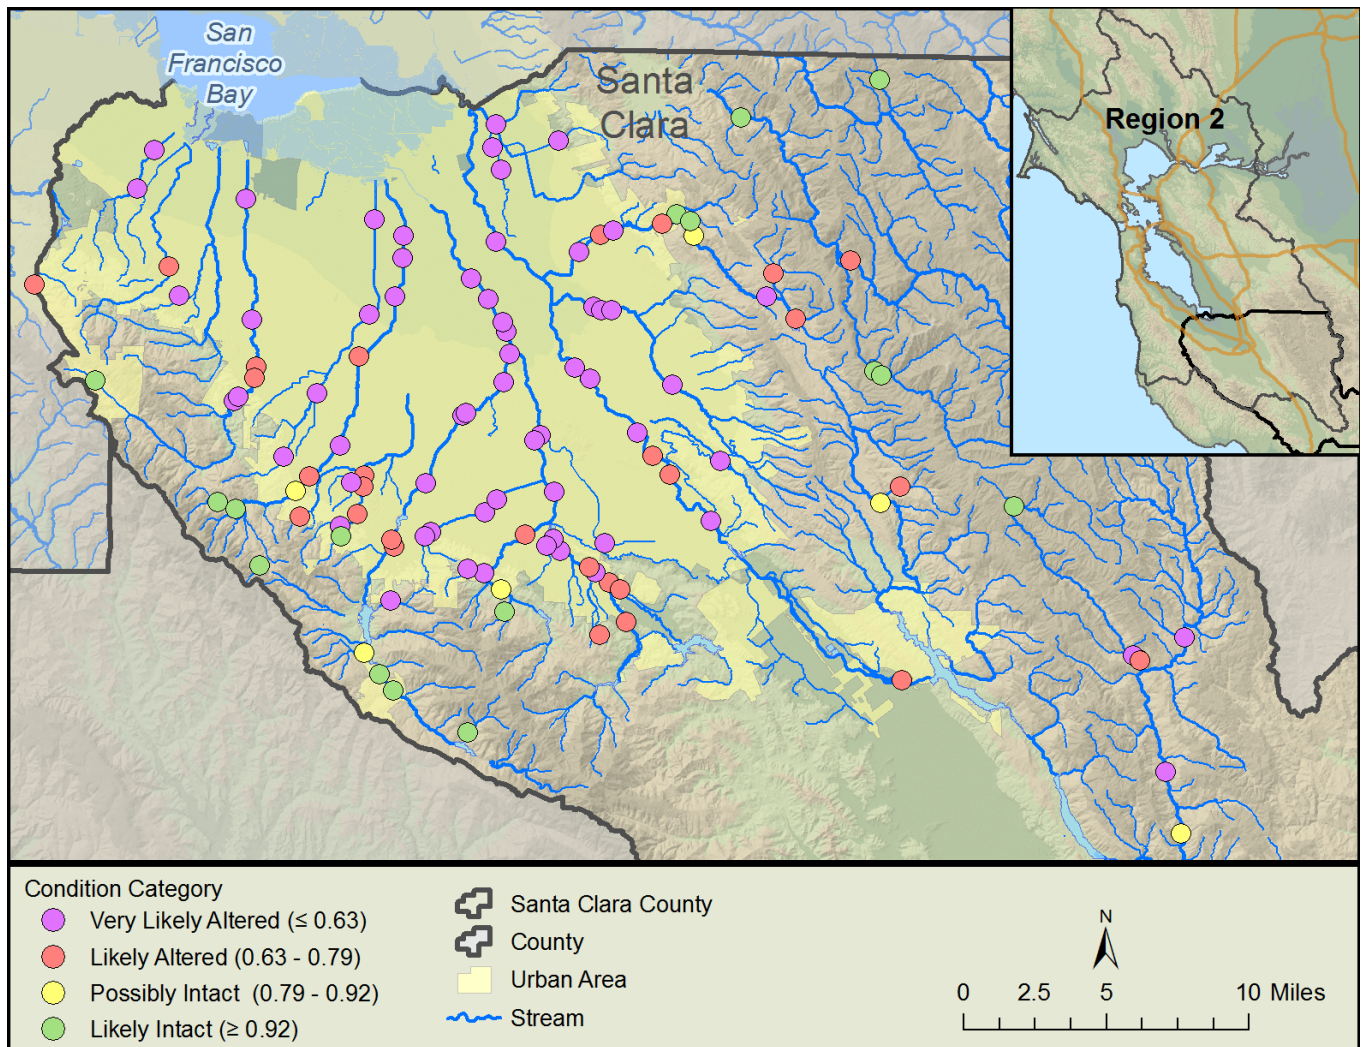 San
Francisco
Bay
Santa
Clara
Region 2
Condition Category
Very Likely Altered (≤ 0.63)
Likely Altered (0.63 - 0.79)
Possibly Intact (0.79 - 0.92)
Likely Intact (≥ 0.92)
Santa Clara County
County
Urban Area
Stream
N
0 2.5 5 10 Miles